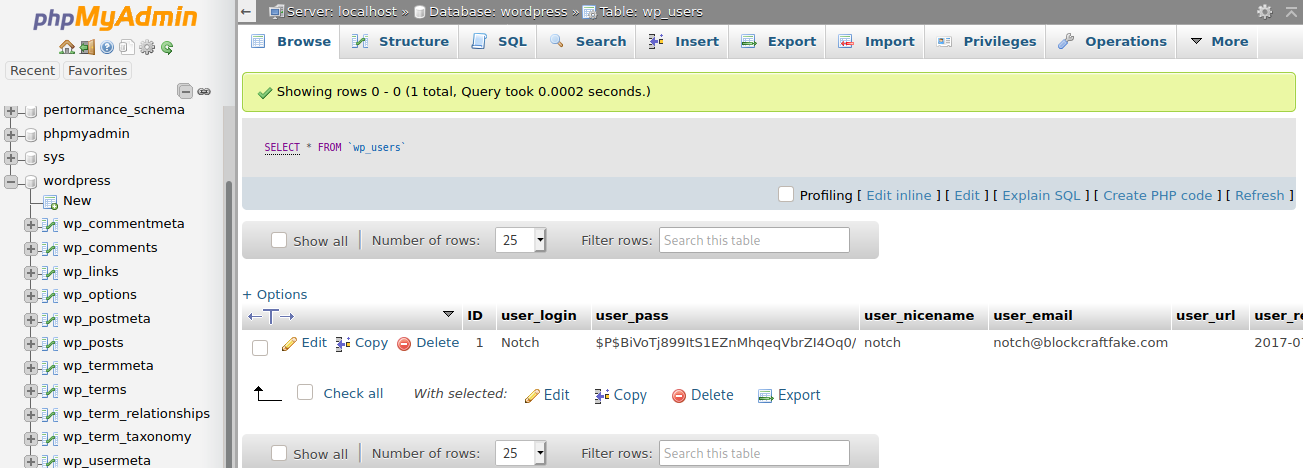 phpMyAdmin
Recent Favorites
performance_schema
phpmyadmin
sys
wordpress
New
wp_commentmeta
wp_comments
wp_links
wp_options
wp_postmeta
wp_posts
wp_termmeta
wp_terms
wp_term_relationships
wp_term_taxonomy
wp_usermeta
Server: localhost » Database: wordpress » Table: wp_users
Browse Structure SQL Search Insert Export Import Privileges Operations More
Showing rows 0 - 0 (1 total, Query took 0.0002 seconds.)
SELECT * FROM `wp_users`
Profiling [ Edit inline ] [ Edit ] [ Explain SQL ] [ Create PHP code ] [ Refresh ]
Show all Number of rows: 25 Filter rows: Search this table
+ Options
ID user_login user_pass user_nicename user_email user_url user_re
Edit Copy Delete 1 Notch $P$BiVoTj899ItS1EZnMhqeqVbrZI4Oq0/ notch notch@blockcraftfake.com 2017-0
Check all With selected: Edit Copy Delete Export
Show all Number of rows: 25 Filter rows: Search this table